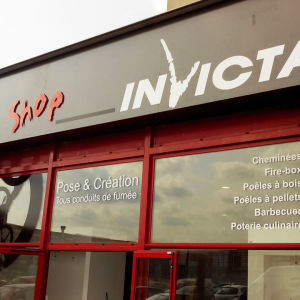 Shop INVICTA
Pose & Création
Tous conduits de fumée
Cheminées
Fire-box
Poêles à bois
Poêles à pellets
Barbecue
Poterie culinaire